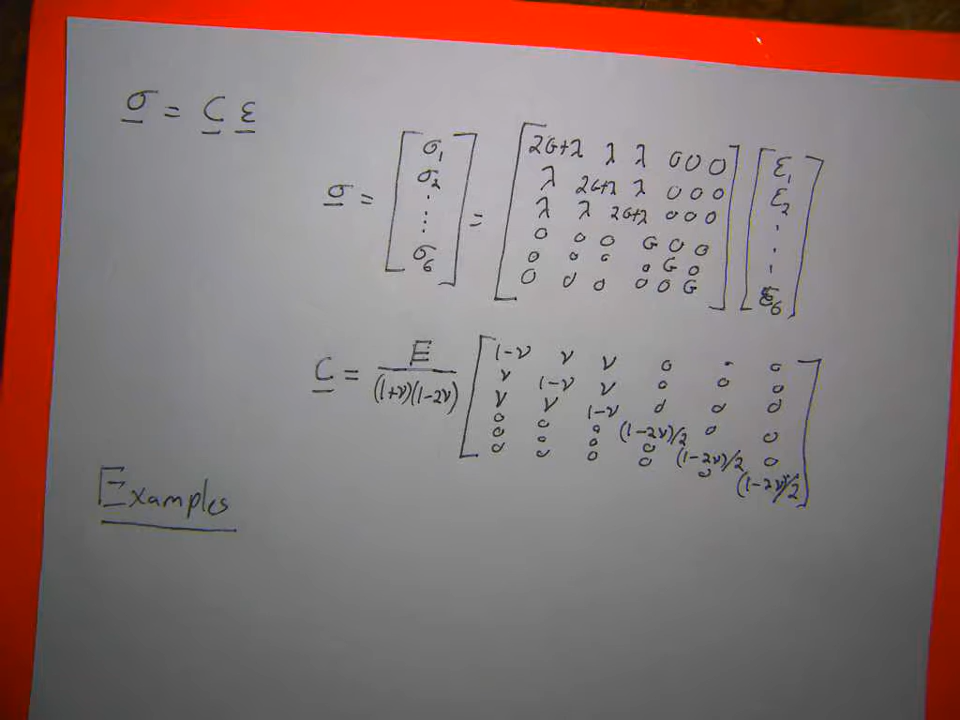 σ = C ε
σ = [σ1 σ2 . : . σ6] = [2G+λ λ λ 0 0 0
λ 2G+λ λ 0 0 0
λ λ 2G+λ 0 0 0
0 0 0 G 0 0
0 0 0 0 G 0
0 0 0 0 0 G] [ε1 ε2 . . . ε6]
C = E/((1+ν)(1-2ν)) [1-ν ν ν 0 0 0
ν 1-ν ν 0 0 0
ν ν 1-ν 0 0 0
0 0 0 (1-2ν)/2 0 0
0 0 0 0 (1-2ν)/2 0
0 0 0 0 0 (1-2ν)/2]
Examples